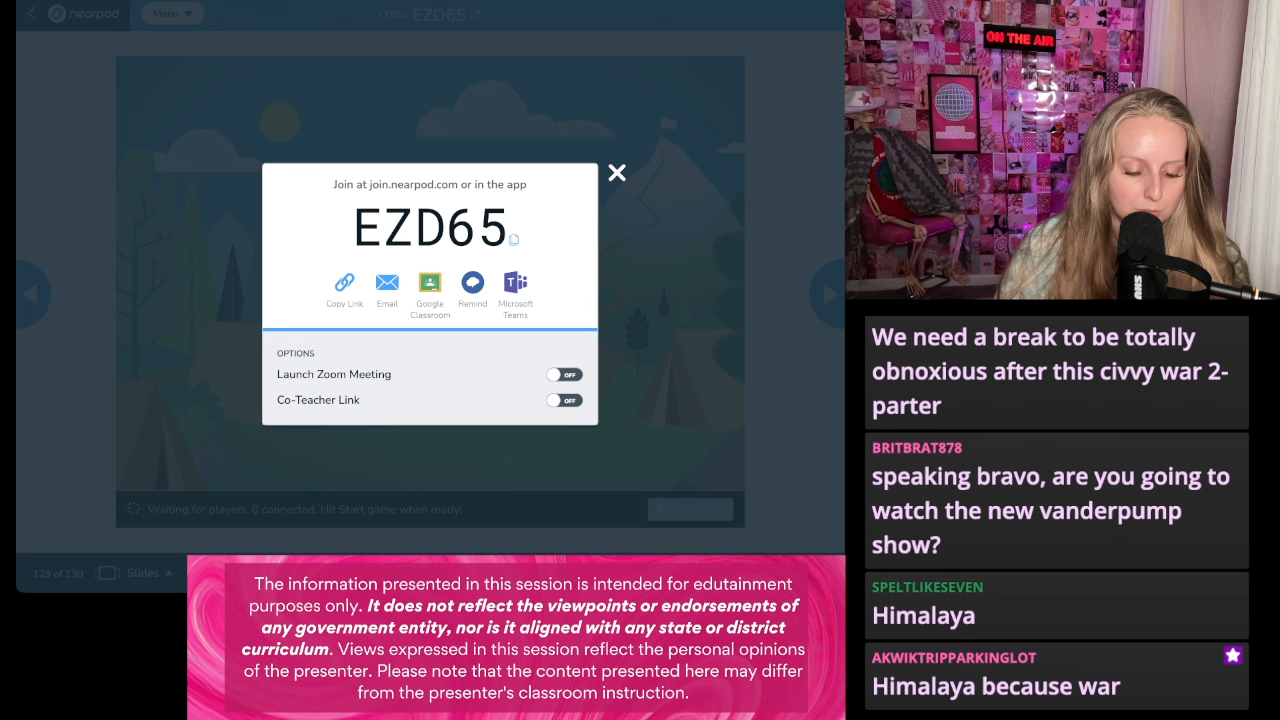 nearpod
Menu
code: EZD65
ON THE AIR
Join at join.nearpod.com or in the app
EZD65
Copy Link
Email
Google
Classroom
Remind
Microsoft
Teams
OPTIONS
Launch Zoom Meeting
OFF
Co-Teacher Link
OFF
Waiting for players, 0 connected. Hit Start game when ready!
129 of 130
Slides
The information presented in this session is intended for edutainment
purposes only. It does not reflect the viewpoints or endorsements of
any government entity, nor is it aligned with any state or district
curriculum. Views expressed in this session reflect the personal opinions
of the presenter. Please note that the content presented here may differ
from the presenter's classroom instruction.
SHURE
We need a break to be totally
obnoxious after this civvy war 2-
parter
BRITBRAT878
speaking bravo, are you going to
watch the new vanderpump
show?
SPELTLIKESEVEN
Himalaya
AKWIKTRIPPARKINGLOT
Himalaya because war